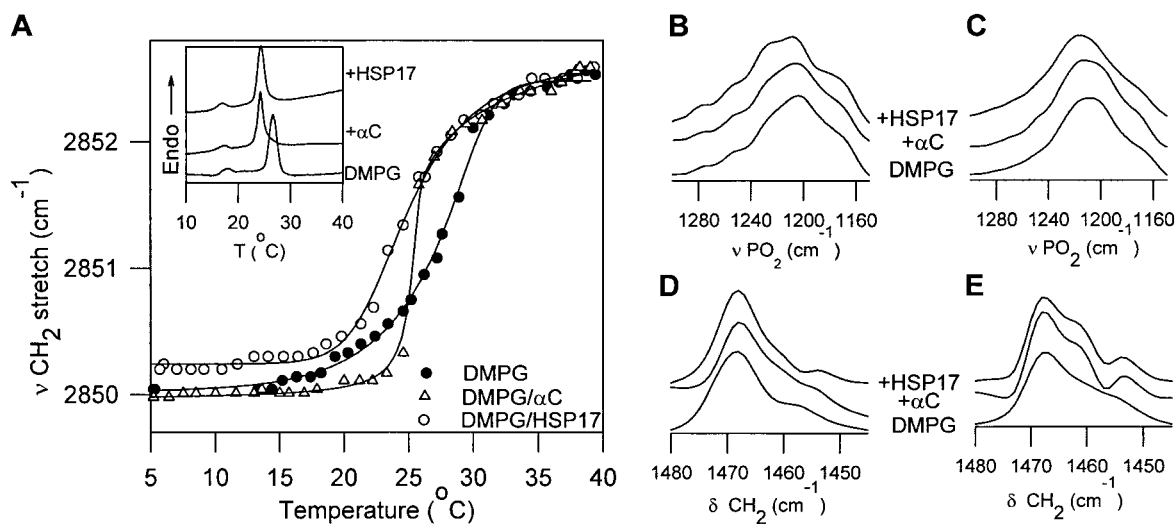 A
B
C
+HSP17
+αC
DMPG
Endo
10 20 30 40
T (°C)
2852
2851
2850
ν CH2 stretch (cm-1)
DMPG
DMPG/αC
DMPG/HSP17
5 10 15 20 25 30 35 40
Temperature (°C)
+HSP17
+αC
DMPG
1280 1240 1200 1160
ν PO2 (cm-1)
1280 1240 1200 1160
ν PO2 (cm-1)
D
E
+HSP17
+αC
DMPG
1480 1470 1460 1450
δ CH2 (cm-1)
1480 1470 1460 1450
δ CH2 (cm-1)